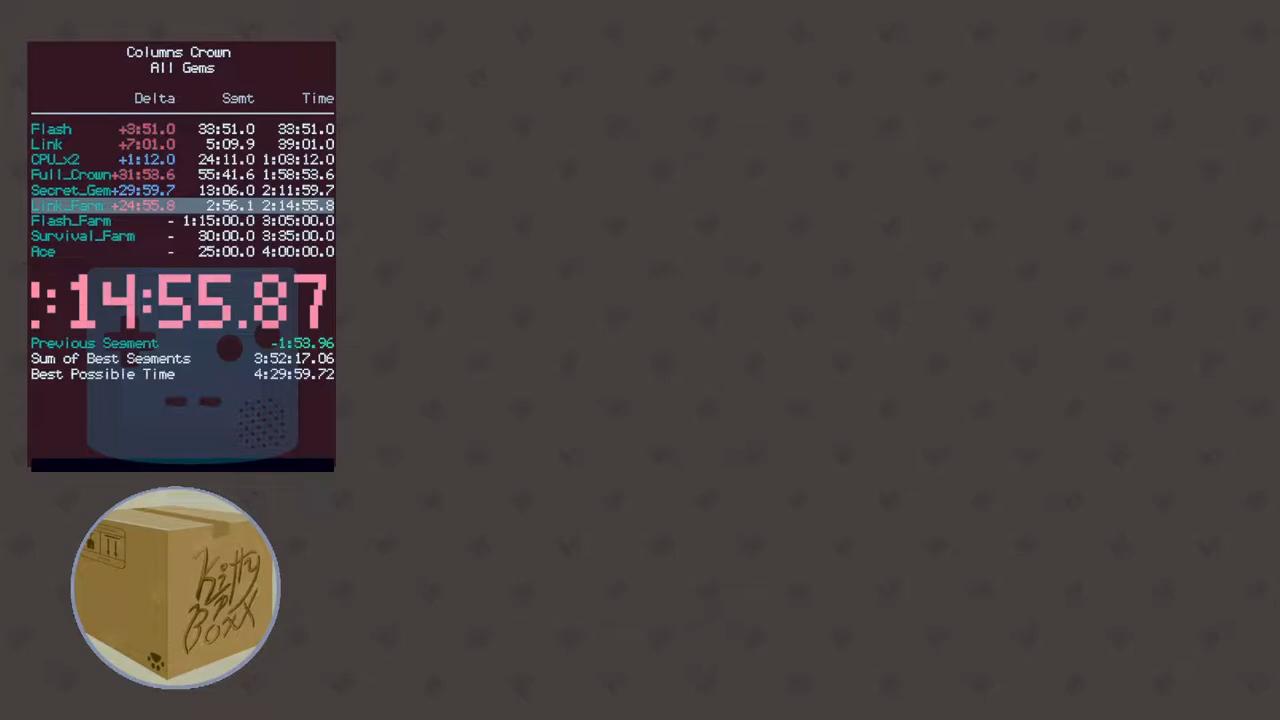 Columns Crown
All Gems
Delta Segmt Time
Flash +3:51.0 33:51.0 33:51.0
Link +7:01.0 5:09.9 39:01.0
CPU_x2 +1:12.0 24:11.0 1:03:12.0
Full_Crown+31:53.6 55:41.6 1:58:53.6
Secret_Gem+29:59.7 13:06.0 2:11:59.7
Link_Farm +24:55.8 2:56.1 2:14:55.8
Flash_Farm - 1:15:00.0 3:05:00.0
Survival_Farm - 30:00.0 3:35:00.0
Ace - 25:00.0 4:00:00.0
:14:55.87
Previous Segment -1:53.96
Sum of Best Segments 3:52:17.06
Best Possible Time 4:29:59.72
Kitty
in a
BoxX